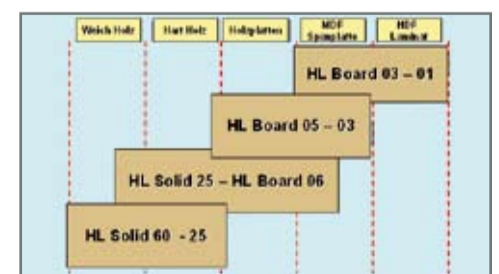 Weich Holz
Hart Holz
Holzplatten
MDF
Spanplatte
HDF
Laminat
HL Board 03 – 01
HL Board 05 – 03
HL Solid 25 – HL Board 06
HL Solid 60 - 25